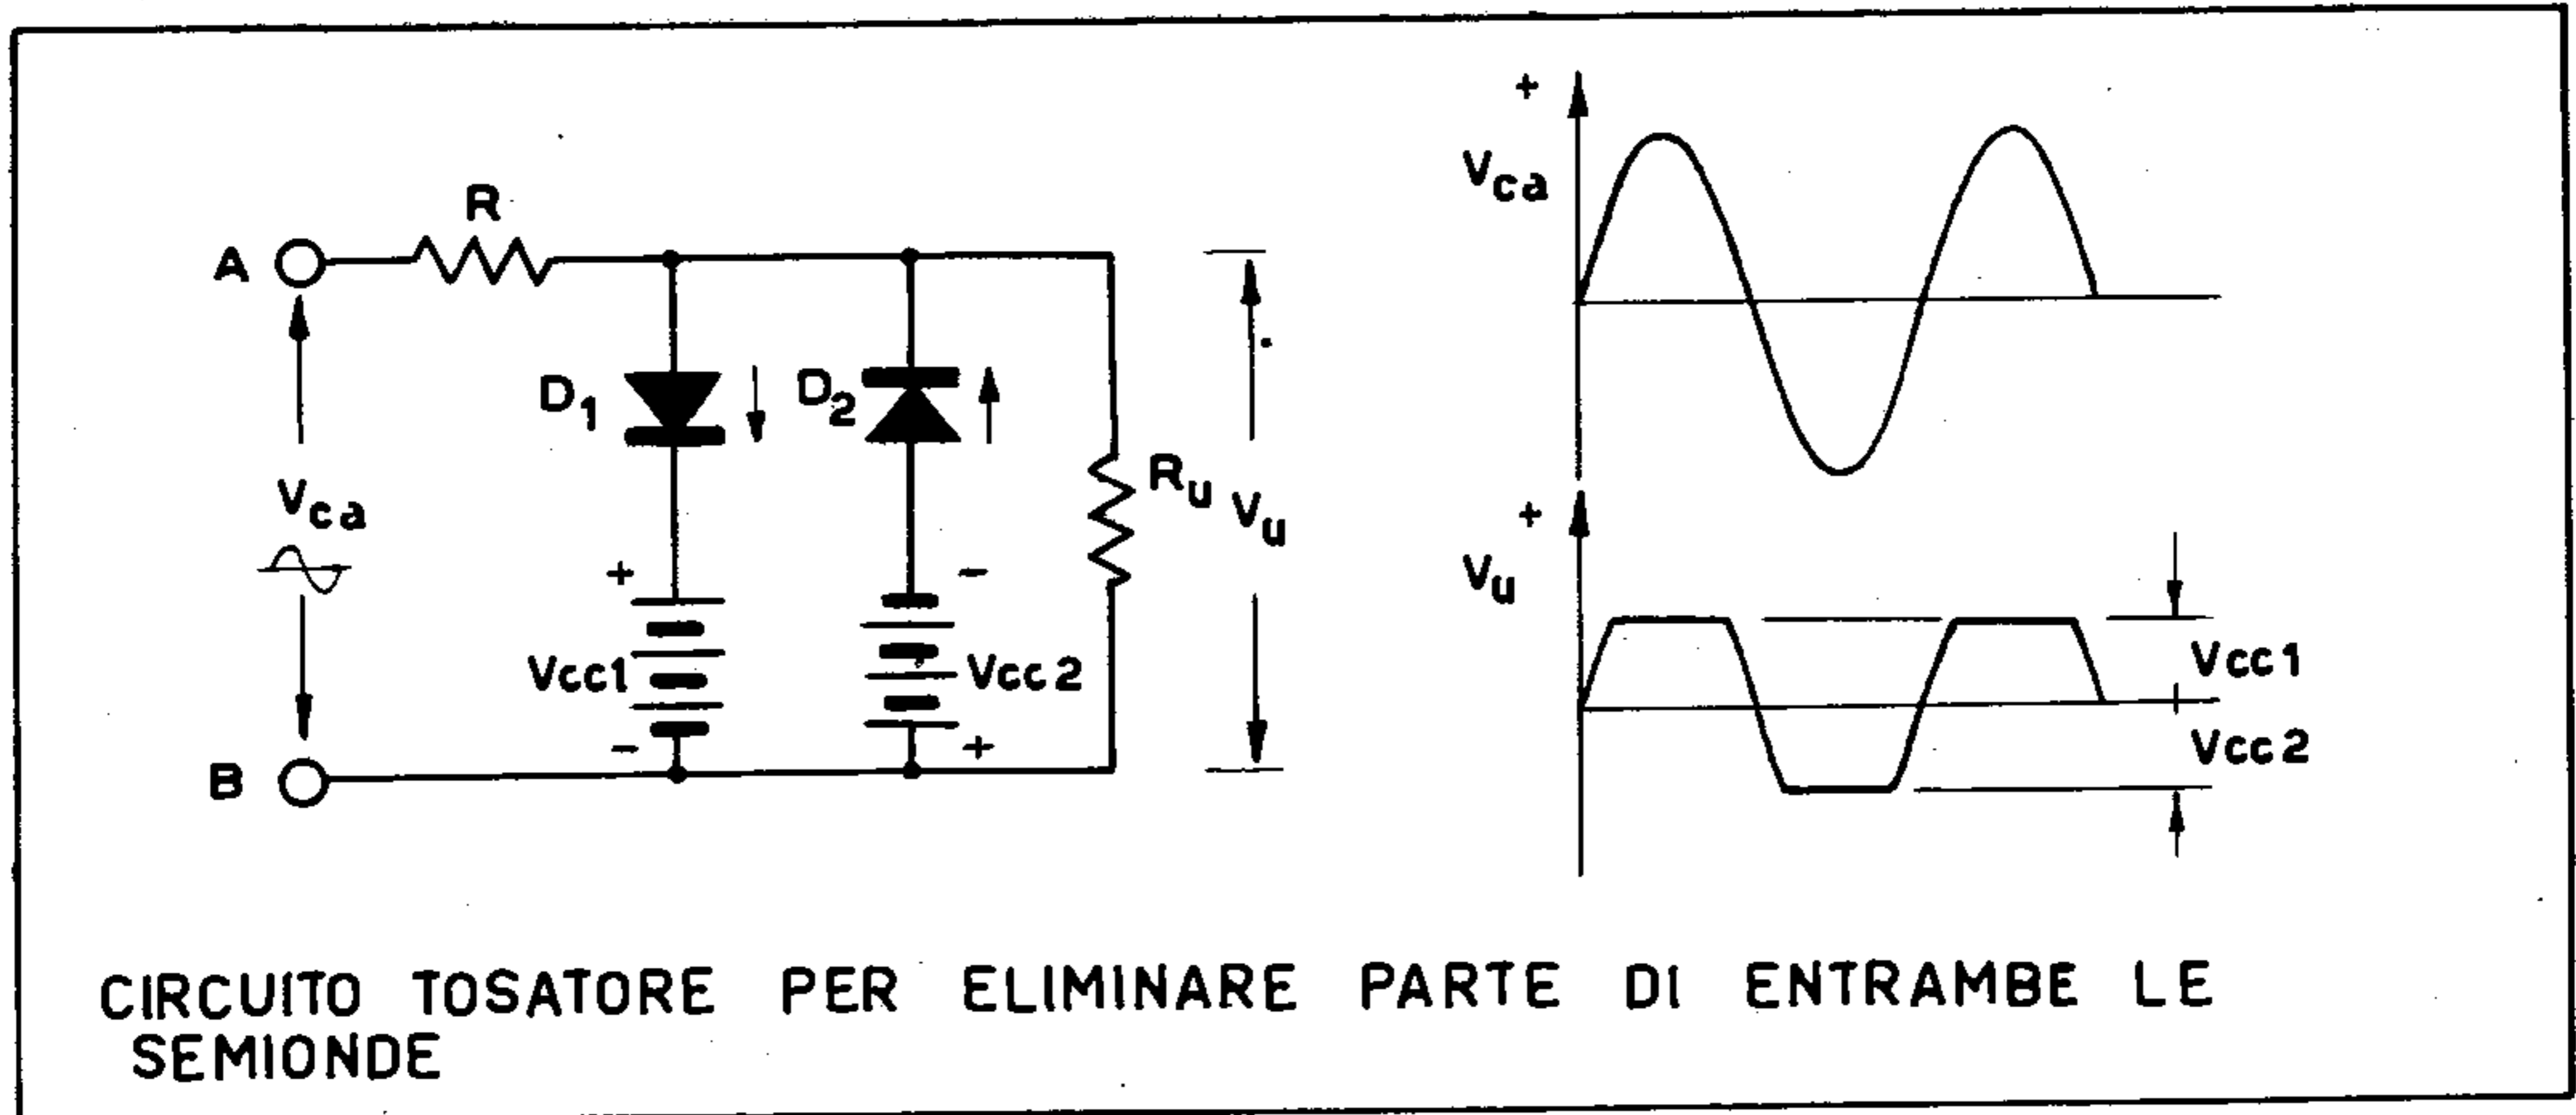 R
A
D1
D2
Vca
+
-
Ru
Vu
Vcc1
Vcc2
-
+
B
+
Vca
+
Vu
Vcc1
Vcc2
CIRCUITO TOSATORE PER ELIMINARE PARTE DI ENTRAMBE LE
SEMIONDE